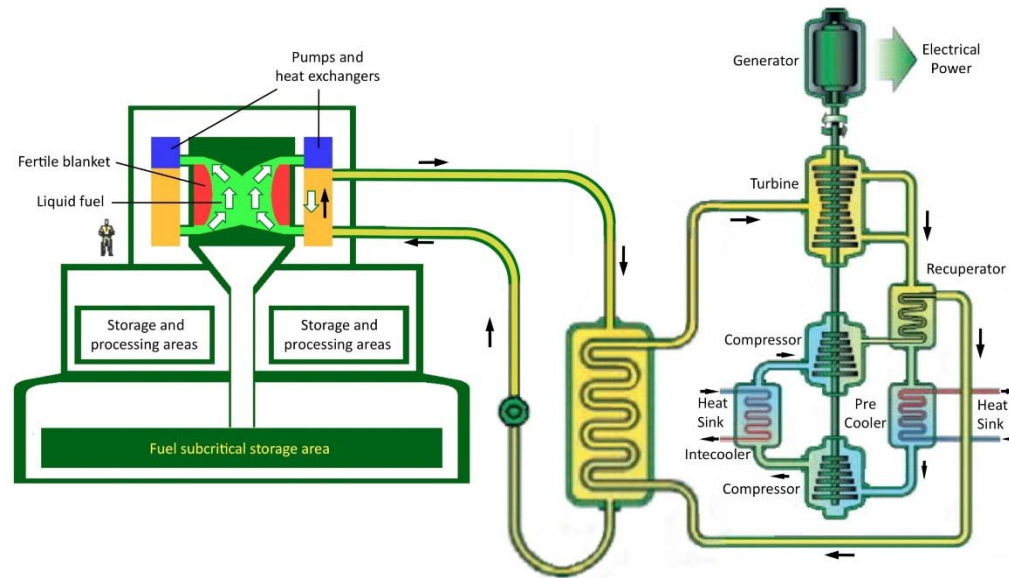 Pumps and
heat exchangers
Fertile blanket
Liquid fuel
Storage and
processing areas
Storage and
processing areas
Fuel subcritical storage area
Generator
Electrical
Power
Turbine
Recuperator
Compressor
Heat
Sink
Intecooler
Pre
Cooler
Heat
Sink
Compressor